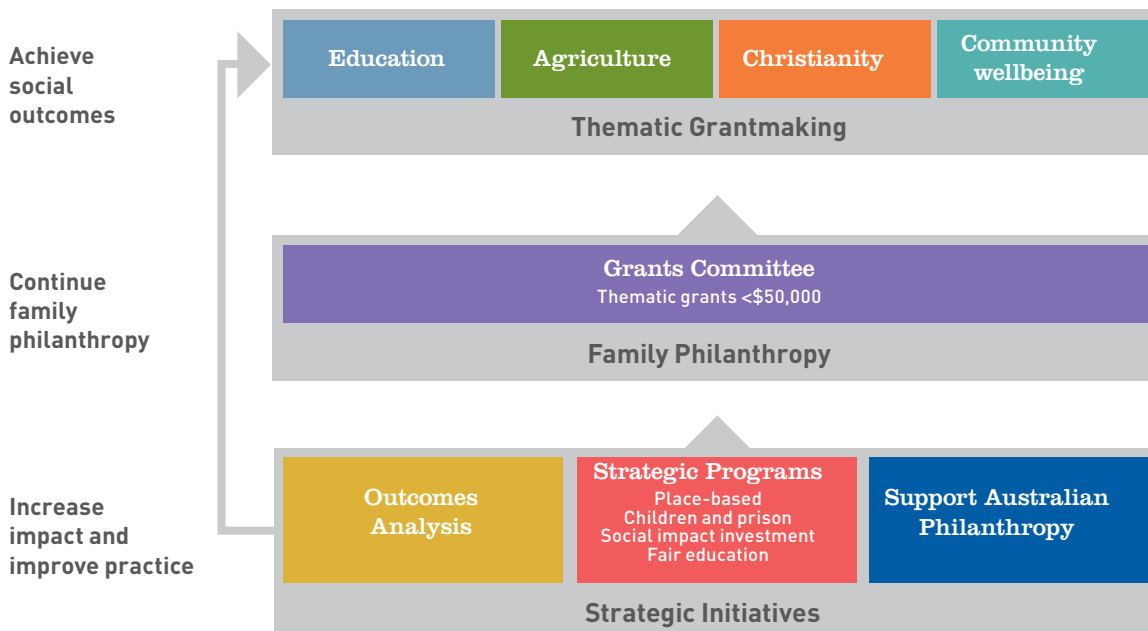 Achieve
social
outcomes
Education
Agriculture
Christianity
Community
wellbeing
Thematic Grantmaking
Continue
family
philanthropy
Grants Committee
Thematic grants <$50,000
Family Philanthropy
Increase
impact and
improve practice
Outcomes
Analysis
Strategic Programs
Place-based
Children and prison
Social impact investment
Fair education
Support Australian
Philanthropy
Strategic Initiatives